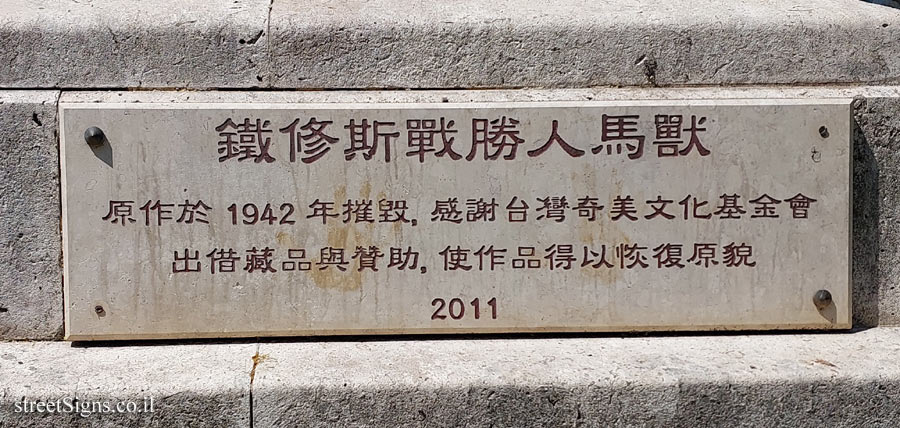 鐵修斯戰勝人馬獸
原作於 1942 年摧毀, 感謝台灣奇美文化基金會
出借藏品與贊助, 使作品得以恢復原貌
2011
streetSigns.co.il